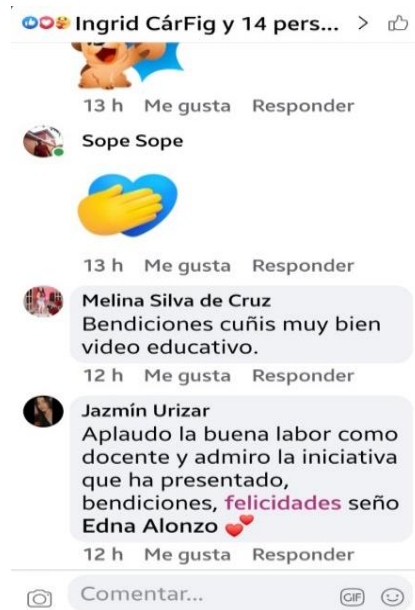 Ingrid CárFig y 14 pers... >
13 h Me gusta Responder
Sope Sope
13 h Me gusta Responder
Melina Silva de Cruz
Bendiciones cuñis muy bien
video educativo.
12 h Me gusta Responder
Jazmín Urizar
Aplaudo la buena labor como
docente y admiro la iniciativa
que ha presentado,
bendiciones, felicidades seño
Edna Alonzo 💕
12 h Me gusta Responder
Comentar... GIF